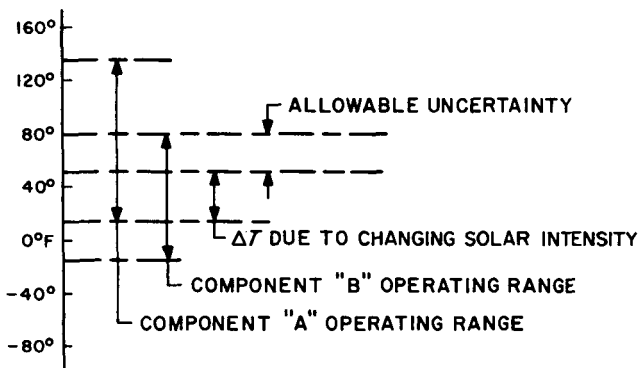 160°
120°
ALLOWABLE UNCERTAINTY
80°
40°
0°F
ΔT DUE TO CHANGING SOLAR INTENSITY
COMPONENT "B" OPERATING RANGE
-40°
COMPONENT "A" OPERATING RANGE
-80°